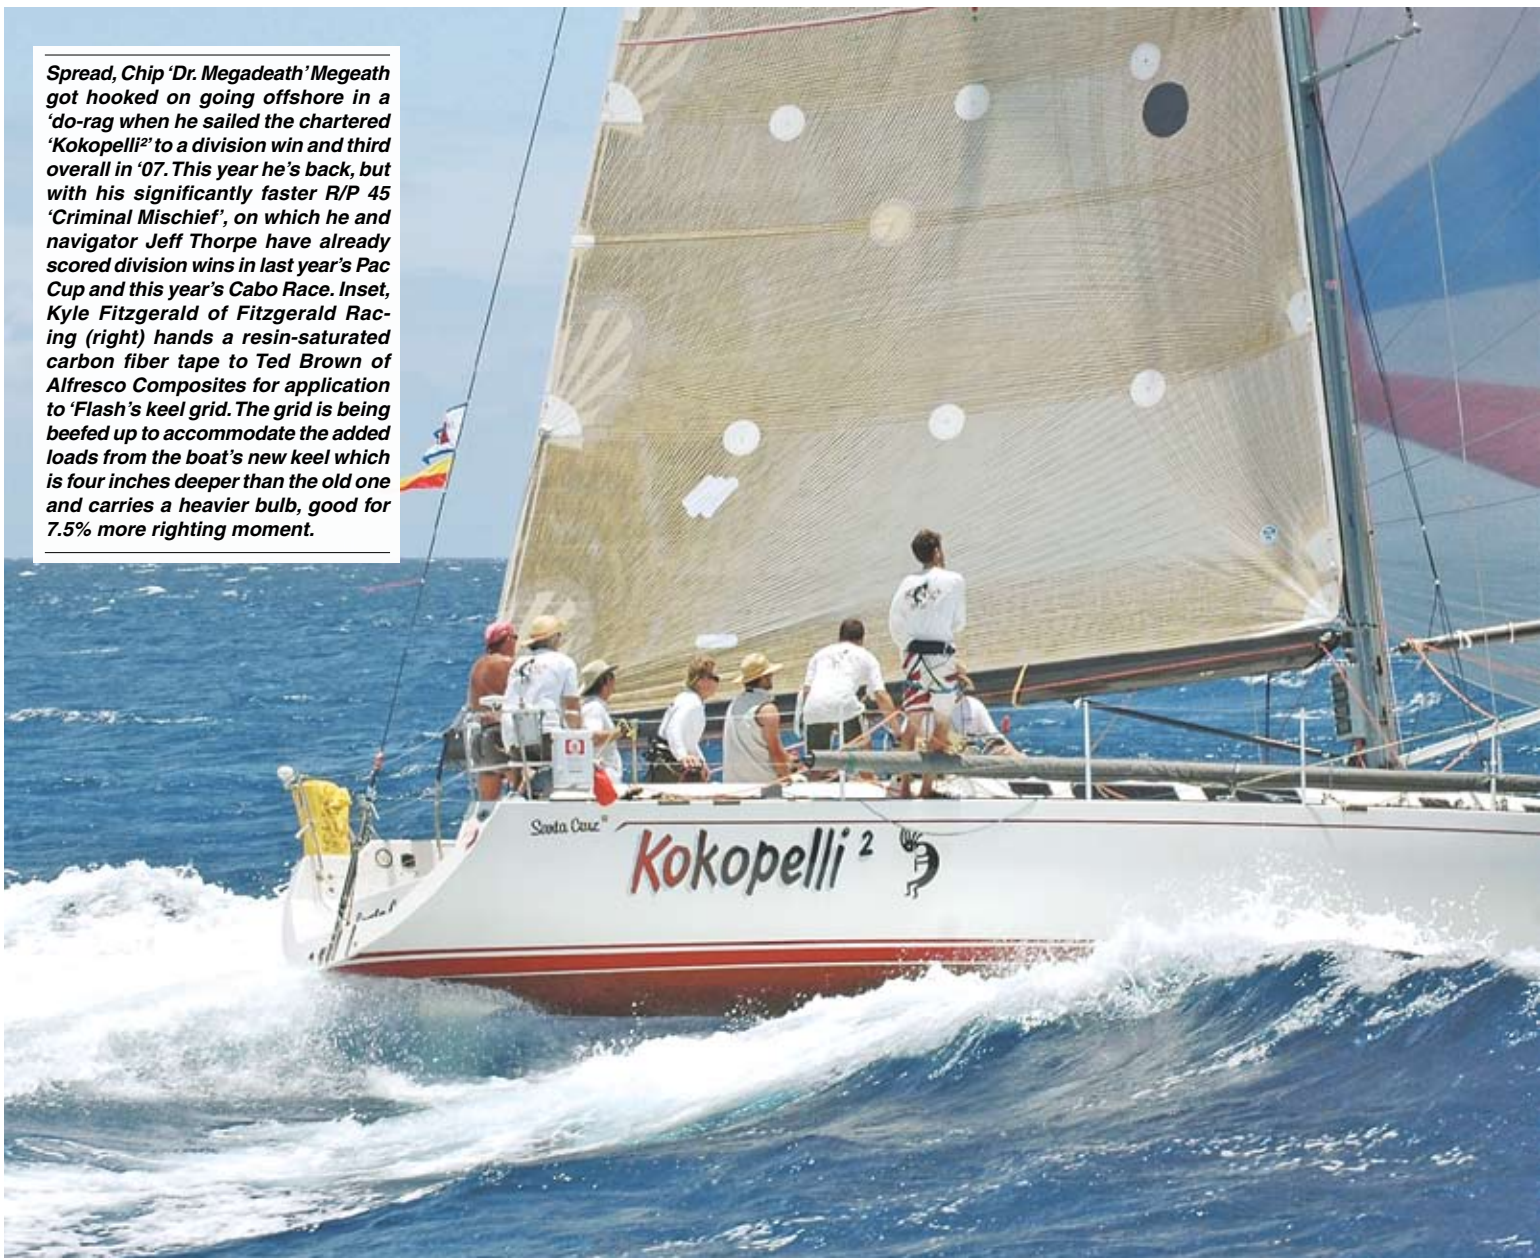 Spread, Chip ‘Dr. Megadeath’ Megeath
got hooked on going offshore in a
‘do-rag when he sailed the chartered
‘Kokopelli²’ to a division win and third
overall in ‘07. This year he’s back, but
with his significantly faster R/P 45
‘Criminal Mischief’, on which he and
navigator Jeff Thorpe have already
scored division wins in last year’s Pac
Cup and this year’s Cabo Race. Inset,
Kyle Fitzgerald of Fitzgerald Rac-
ing (right) hands a resin-saturated
carbon fiber tape to Ted Brown of
Alfresco Composites for application
to ‘Flash’s keel grid. The grid is being
beefed up to accommodate the added
loads from the boat’s new keel which
is four inches deeper than the old one
and carries a heavier bulb, good for
7.5% more righting moment.
Santa Cruz
Kokopelli 2